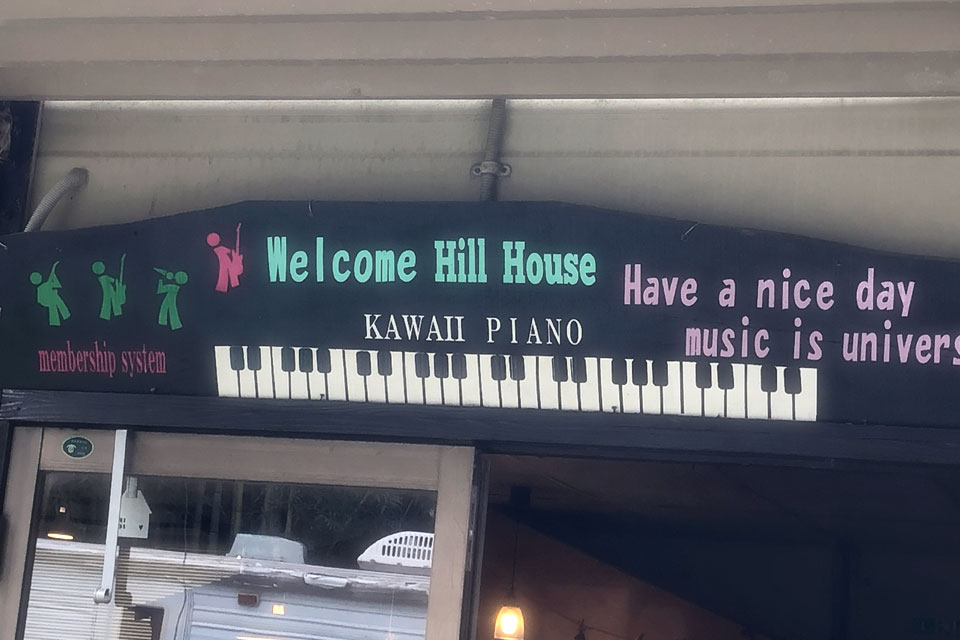 Welcome Hill House
Have a nice day
music is univers
KAWAII PIANO
membership system